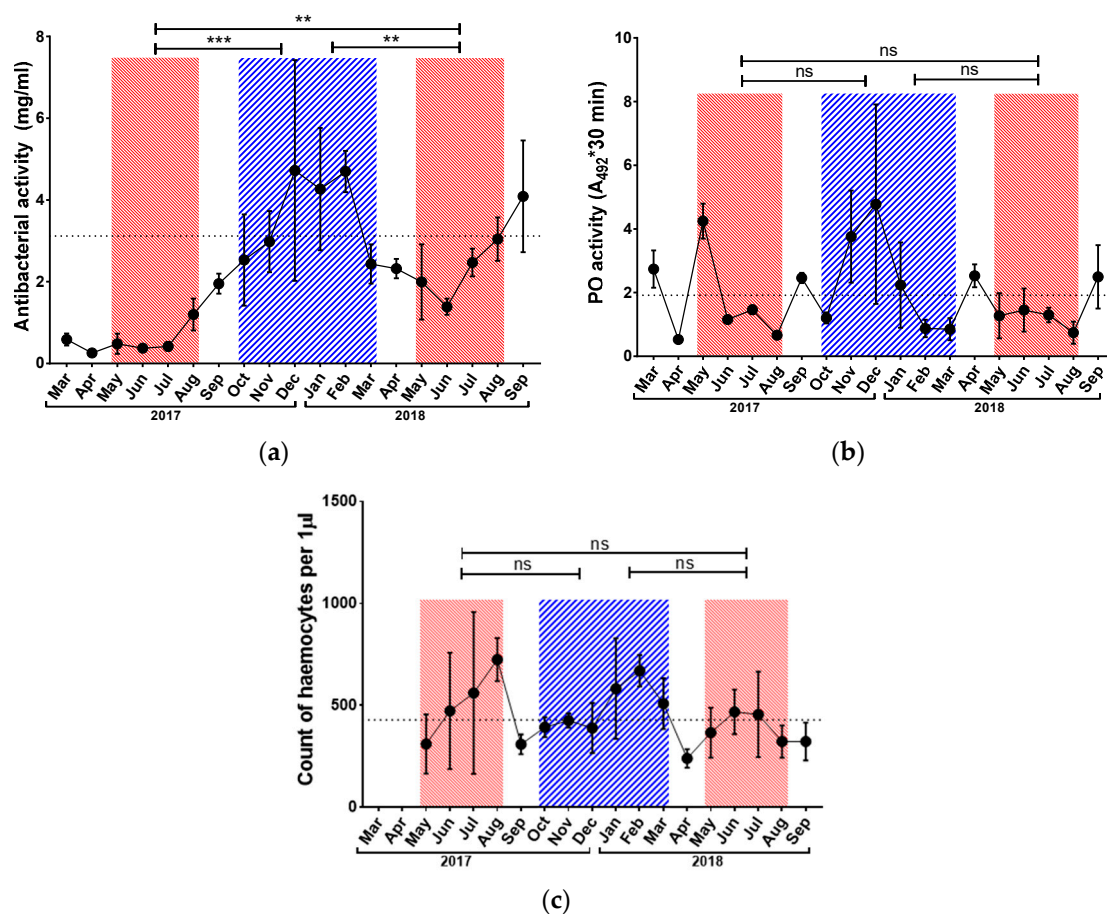 (a)
**
***
**
Antibacterial activity (mg/ml)
8
6
4
2
0
Mar Apr May Jun Jul Aug Sep Oct Nov Dec Jan Feb Mar Apr May Jun Jul Aug Sep
2017 2018
ns
ns ns
PO activity (A492*30 min)
10
8
6
4
2
0
Mar Apr May Jun Jul Aug Sep Oct Nov Dec Jan Feb Mar Apr May Jun Jul Aug Sep
2017 2018
(a)
(b)
ns
ns ns
Count of haemocytes per 1µl
1500
1000
500
0
Mar Apr May Jun Jul Aug Sep Oct Nov Dec Jan Feb Mar Apr May Jun Jul Aug Sep
2017 2018
(c)